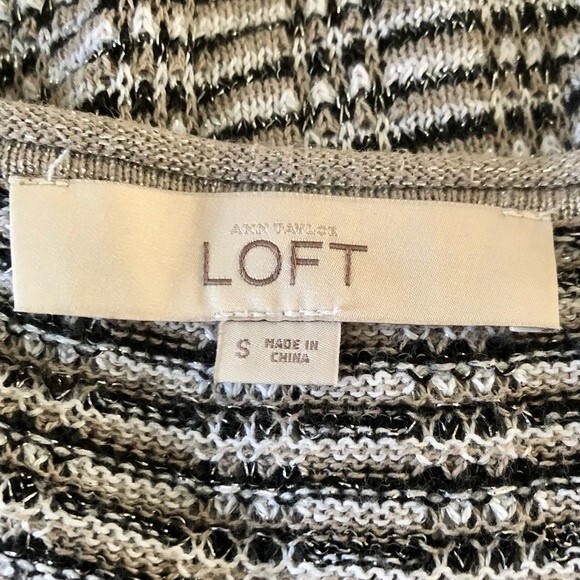 ANN TAYLOR
LOFT
S
MADE IN
CHINA